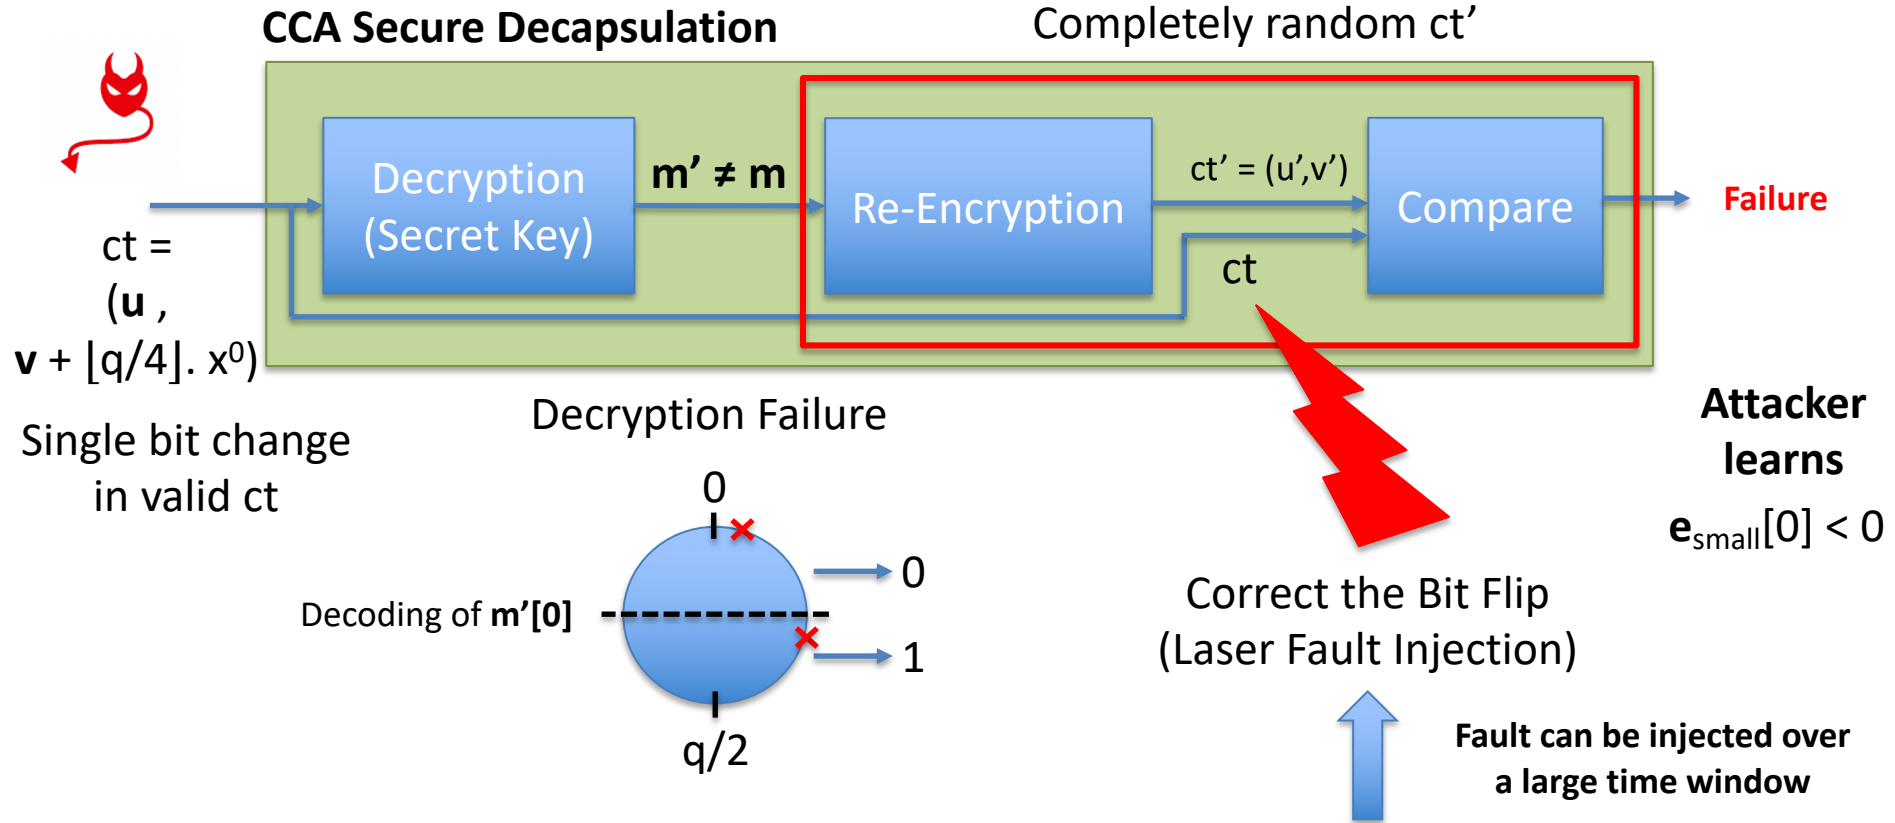 CCA Secure Decapsulation
Completely random ct’
Decryption
(Secret Key)
m’ ≠ m
Re-Encryption
ct’ = (u’,v’)
ct
Compare
Failure
ct =
(u ,
v + ⌊q/4⌋. x⁰)
Single bit change
in valid ct
Decryption Failure
0
0
Decoding of m’[0]
1
q/2
Correct the Bit Flip
(Laser Fault Injection)
Attacker
learns
eₛₘₐₗₗ[0] < 0
Fault can be injected over
a large time window